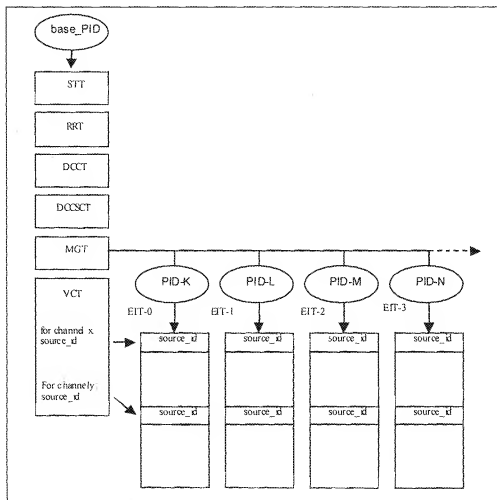 base_PID
STT
RRT
DCCT
DCCSCT
MGT
VCT
PID-K
PID-L
PID-M
PID-N
EIT-0
EIT-1
EIT-2
EIT-3
for channel x
source_id
source_id
source_id
source_id
source_id
For channely:
source_id
source_id
source_id
source_id
source_id